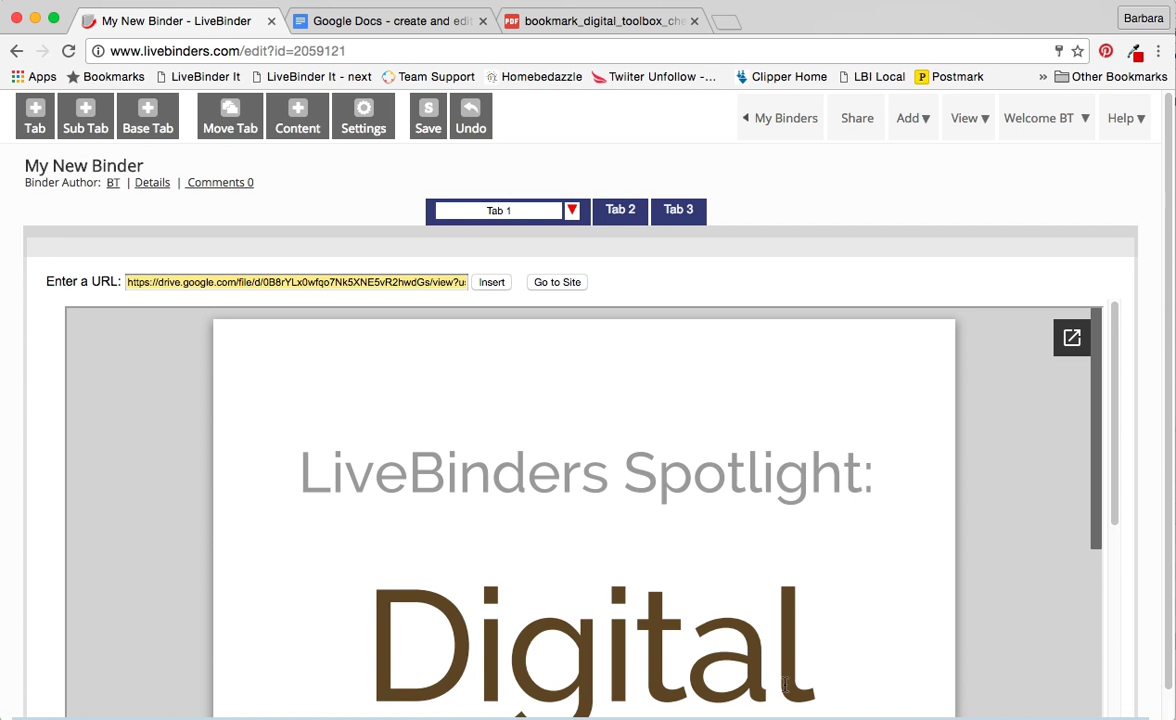 My New Binder - LiveBinder
Google Docs - create and edit
PDF bookmark_digital_toolbox_che
Barbara
www.livebinders.com/edit?id=2059121
Apps Bookmarks LiveBinder It LiveBinder It - next Team Support Homebedazzle Twiiter Unfollow -... Clipper Home LBI Local P Postmark » Other Bookmarks
Tab Sub Tab Base Tab Move Tab Content Settings S Save Undo
My Binders Share Add View Welcome BT Help
My New Binder
Binder Author: BT | Details | Comments 0
Tab 1 Tab 2 Tab 3
Enter a URL: https://drive.google.com/file/d/0B8rYLx0wfqo7Nk5XNE5vR2hwdGs/view?u Insert Go to Site
LiveBinders Spotlight:
Digital